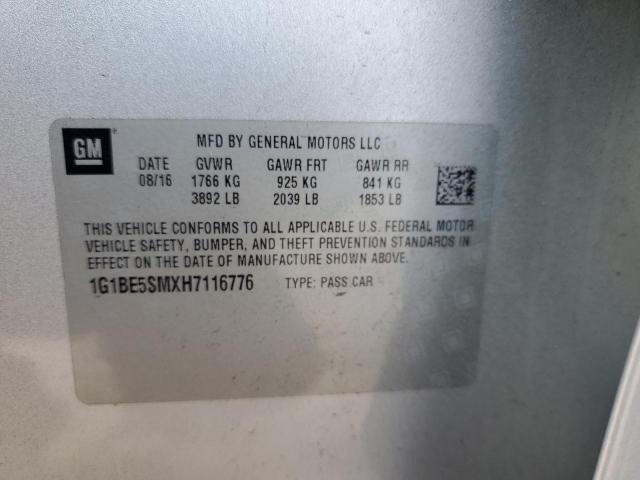 GM
MFD BY GENERAL MOTORS LLC
DATE GVWR GAWR FRT GAWR RR
08/16 1766 KG 925 KG 841 KG
3892 LB 2039 LB 1853 LB
THIS VEHICLE CONFORMS TO ALL APPLICABLE U.S. FEDERAL MOTOR
VEHICLE SAFETY, BUMPER, AND THEFT PREVENTION STANDARDS IN
EFFECT ON THE DATE OF MANUFACTURE SHOWN ABOVE.
1G1BE5SMXH7116776 TYPE: PASS CAR